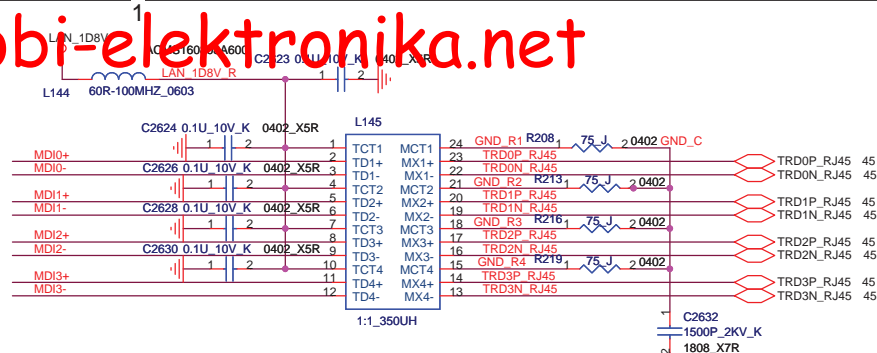 1
bi-elektronika.net
LAN_1D8V
LAN_1D8V_R
L144
60R-100MHZ_0603
C2624 0.1U_10V_K 0402_X5R
1 2
L145
MDI0+
MDI0-
C2626 0.1U_10V_K 0402_X5R
1 2
MDI1+
MDI1-
C2628 0.1U_10V_K 0402_X5R
1 2
MDI2+
MDI2-
C2630 0.1U_10V_K 0402_X5R
1 2
MDI3+
MDI3-
1 TCT1 MCT1 24 GND_R1 R208 1 75_J 2 0402 GND_C
2 TD1+ MX1+ 23 TRD0P_RJ45 TRD0P_RJ45 45
3 TD1- MX1- 22 TRD0N_RJ45 TRD0N_RJ45 45
4 TCT2 MCT2 21 GND_R2 R213 1 75_J 2 0402
5 TD2+ MX2+ 20 TRD1P_RJ45 TRD1P_RJ45 45
6 TD2- MX2- 19 TRD1N_RJ45 TRD1N_RJ45 45
7 TCT3 MCT3 18 GND_R3 R216 1 75_J 2 0402
8 TD3+ MX3+ 17 TRD2P_RJ45 TRD2P_RJ45 45
9 TD3- MX3- 16 TRD2N_RJ45 TRD2N_RJ45 45
10 TCT4 MCT4 15 GND_R4 R219 1 75_J 2 0402
11 TD4+ MX4+ 14 TRD3P_RJ45 TRD3P_RJ45 45
12 TD4- MX4- 13 TRD3N_RJ45 TRD3N_RJ45 45
1:1_350UH
1
C2632
1500P_2KV_K
1808_X7R
2